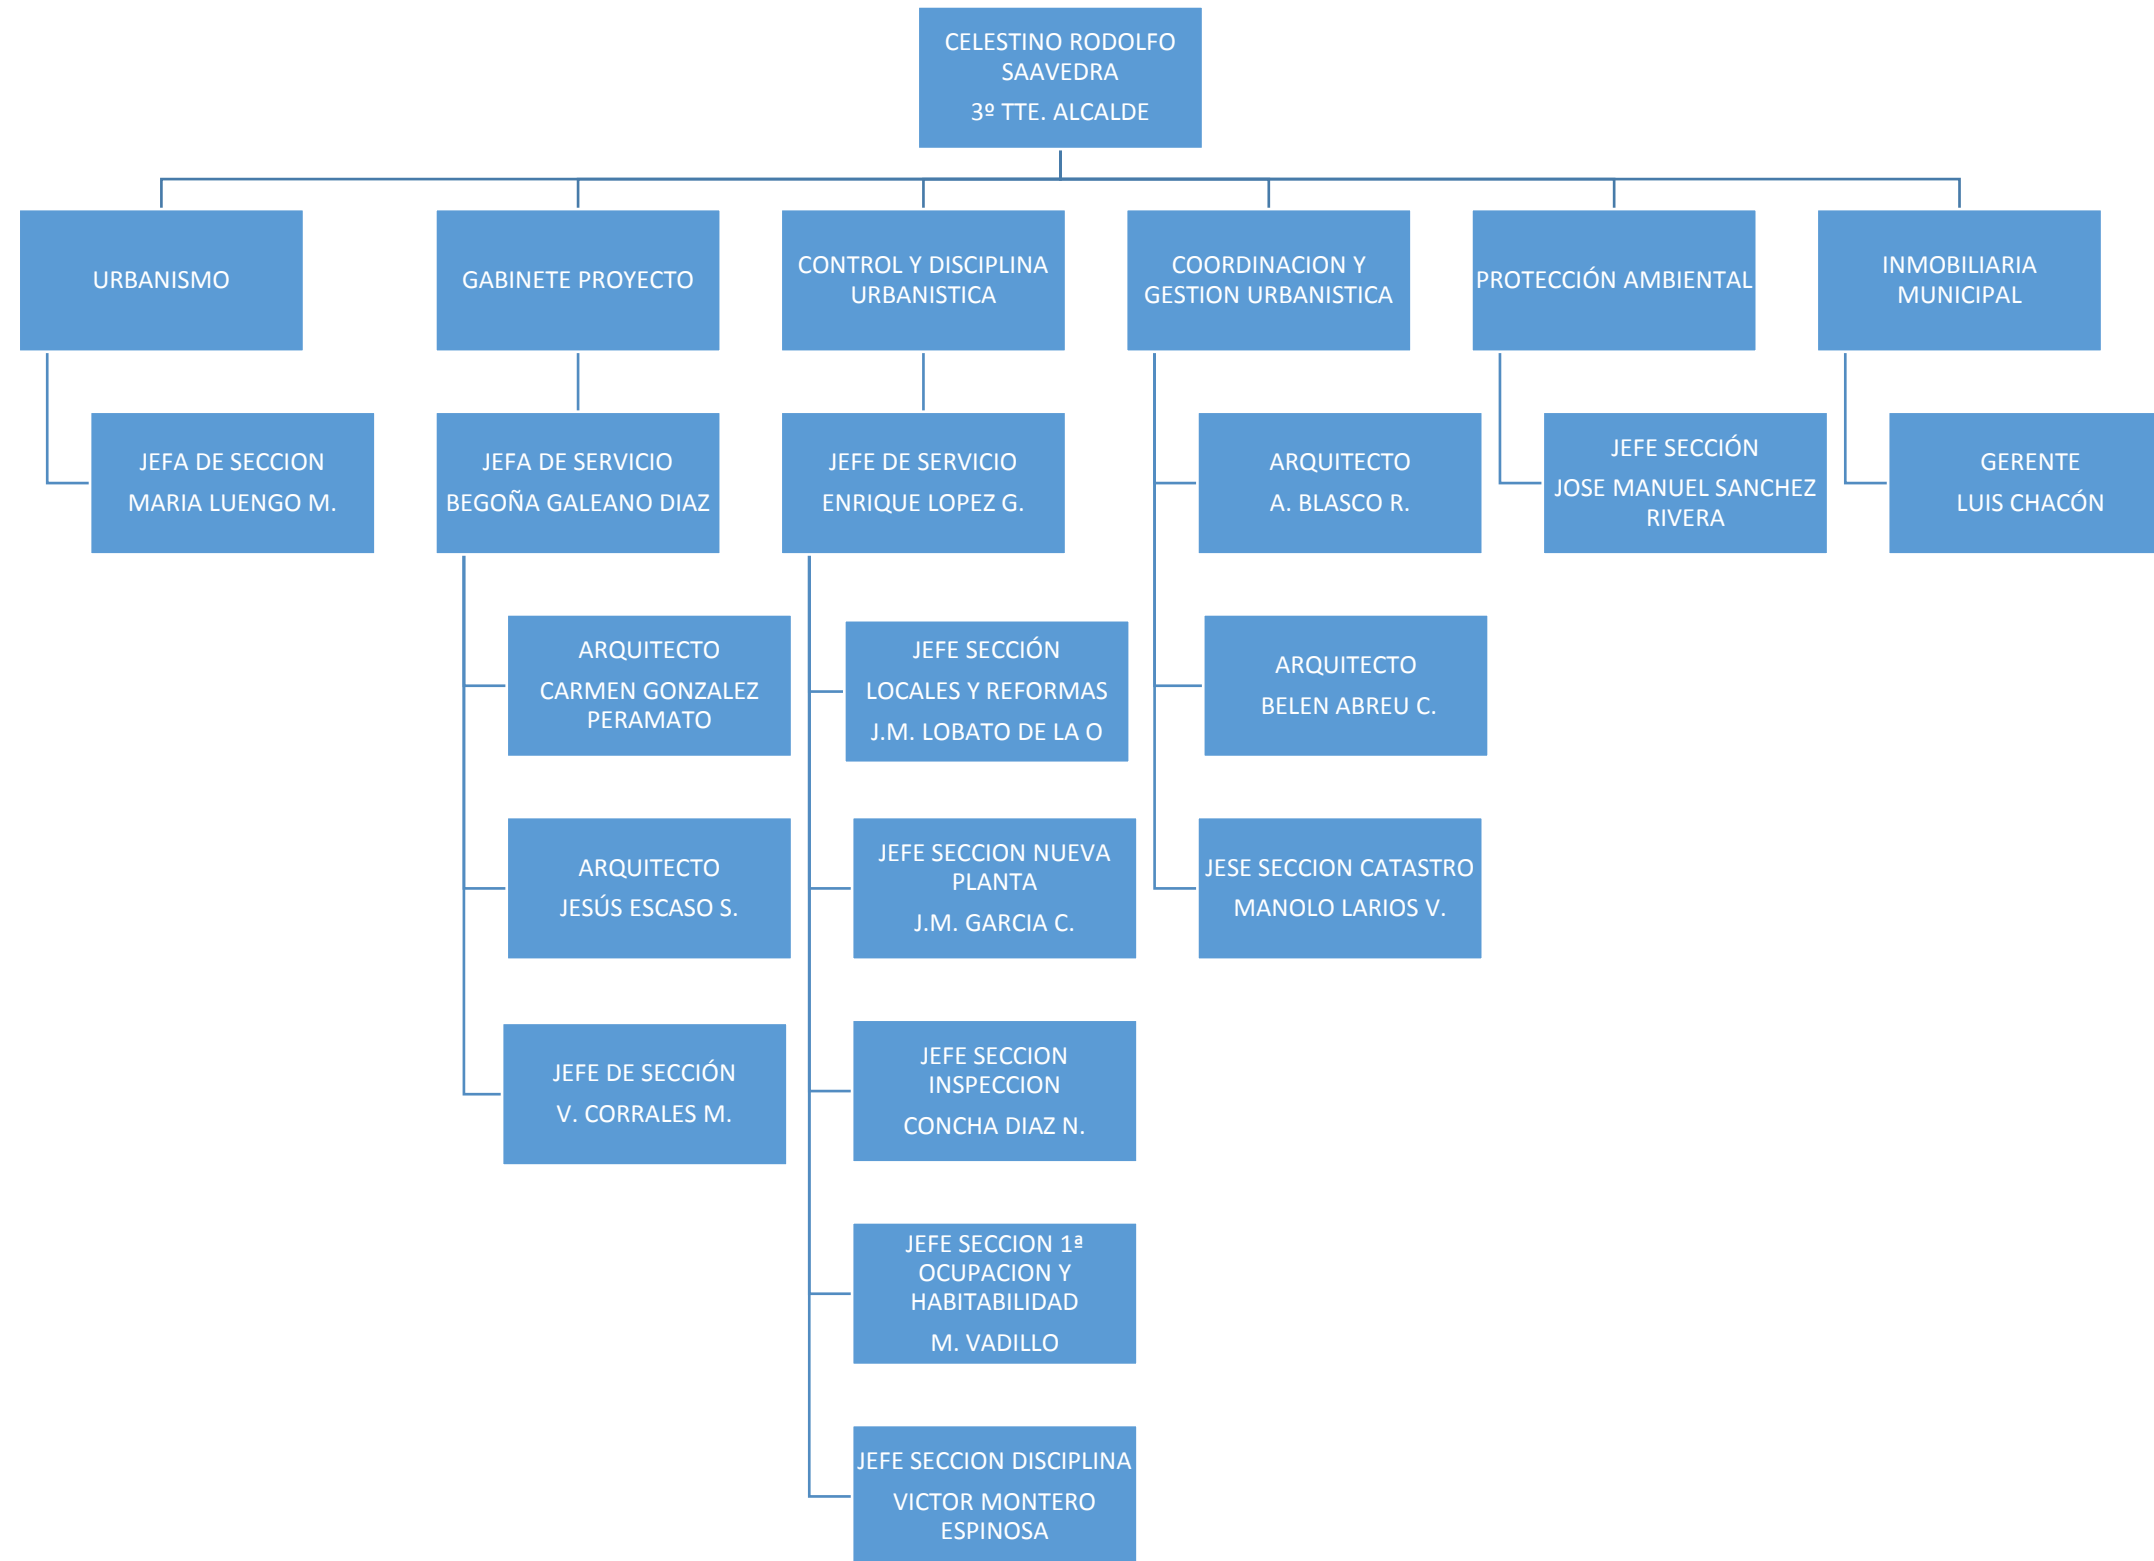 CELESTINO RODOLFO
SAAVEDRA
3º TTE. ALCALDE
URBANISMO
GABINETE PROYECTO
CONTROL Y DISCIPLINA
URBANISTICA
COORDINACION Y
GESTION URBANISTICA
PROTECCIÓN AMBIENTAL
INMOBILIARIA
MUNICIPAL
JEFA DE SECCION
MARIA LUENGO M.
JEFA DE SERVICIO
BEGOÑA GALEANO DIAZ
JEFE DE SERVICIO
ENRIQUE LOPEZ G.
ARQUITECTO
A. BLASCO R.
JEFE SECCIÓN
JOSE MANUEL SANCHEZ
RIVERA
GERENTE
LUIS CHACÓN
ARQUITECTO
CARMEN GONZALEZ
PERAMATO
JEFE SECCIÓN
LOCALES Y REFORMAS
J.M. LOBATO DE LA O
ARQUITECTO
BELEN ABREU C.
ARQUITECTO
JESÚS ESCASO S.
JEFE SECCION NUEVA
PLANTA
J.M. GARCIA C.
JESE SECCION CATASTRO
MANOLO LARIOS V.
JEFE DE SECCIÓN
V. CORRALES M.
JEFE SECCION
INSPECCION
CONCHA DIAZ N.
JEFE SECCION 1ª
OCUPACION Y
HABITABILIDAD
M. VADILLO
JEFE SECCION DISCIPLINA
VICTOR MONTERO
ESPINOSA